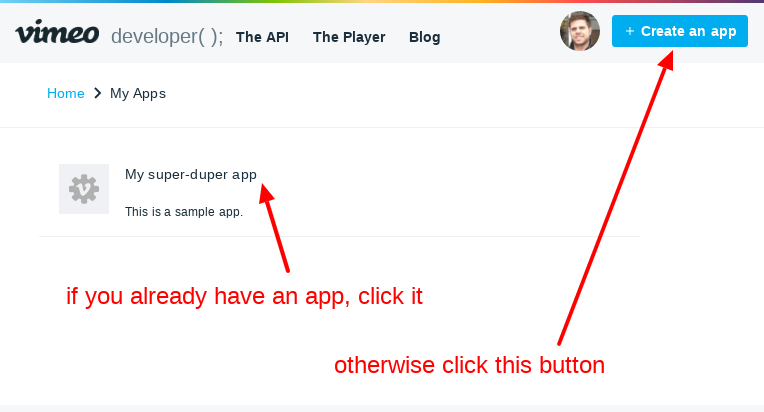 vimeo developer( ); The API The Player Blog + Create an app
Home > My Apps
My super-duper app
This is a sample app.
if you already have an app, click it
otherwise click this button